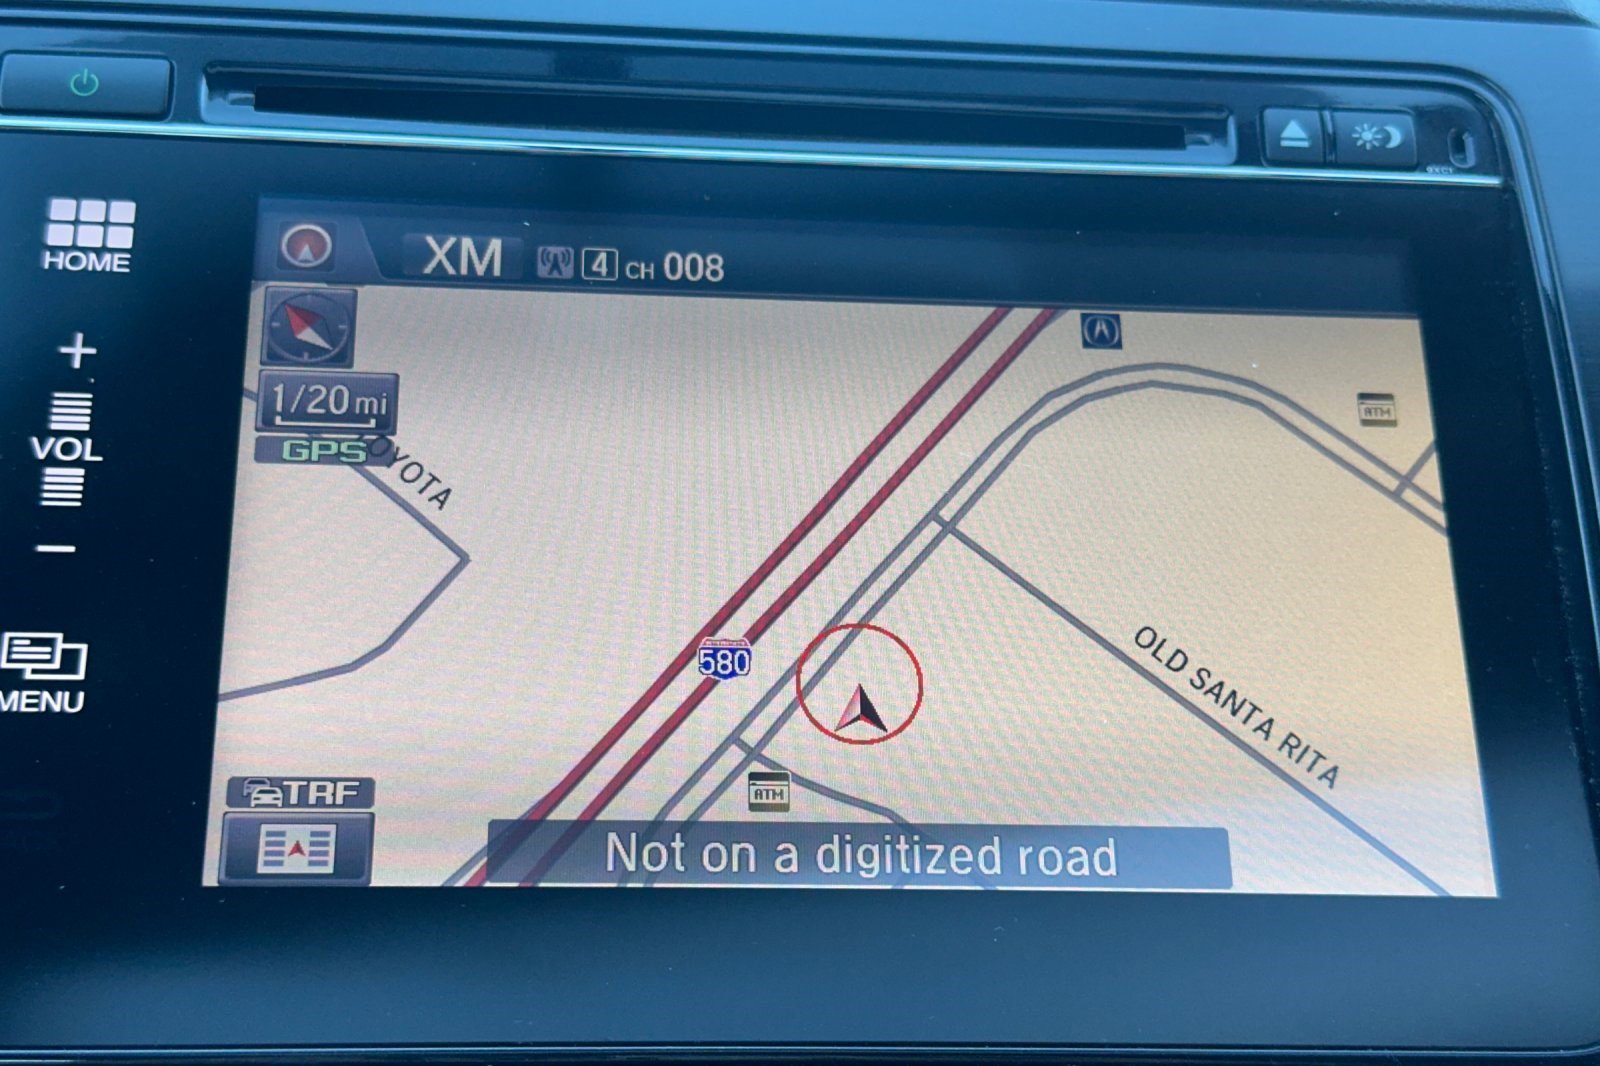 HOME
XM 4 CH 008
1/20 mi
GPS
OYOTA
+
VOL
−
ATM
580
OLD SANTA RITA
MENU
TRF
ATM
Not on a digitized road